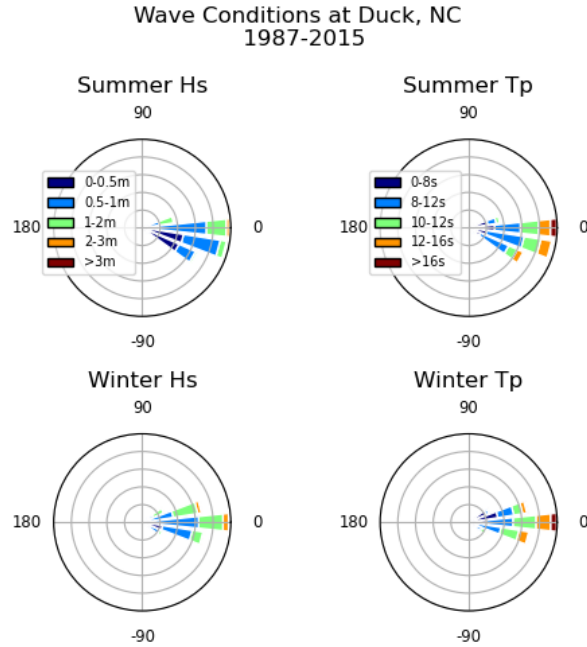 Wave Conditions at Duck, NC
1987-2015
Summer Hs
90
180
0
-90
0-0.5m
0.5-1m
1-2m
2-3m
>3m
Summer Tp
90
180
0
-90
0-8s
8-12s
10-12s
12-16s
>16s
Winter Hs
90
180
0
-90
Winter Tp
90
180
0
-90